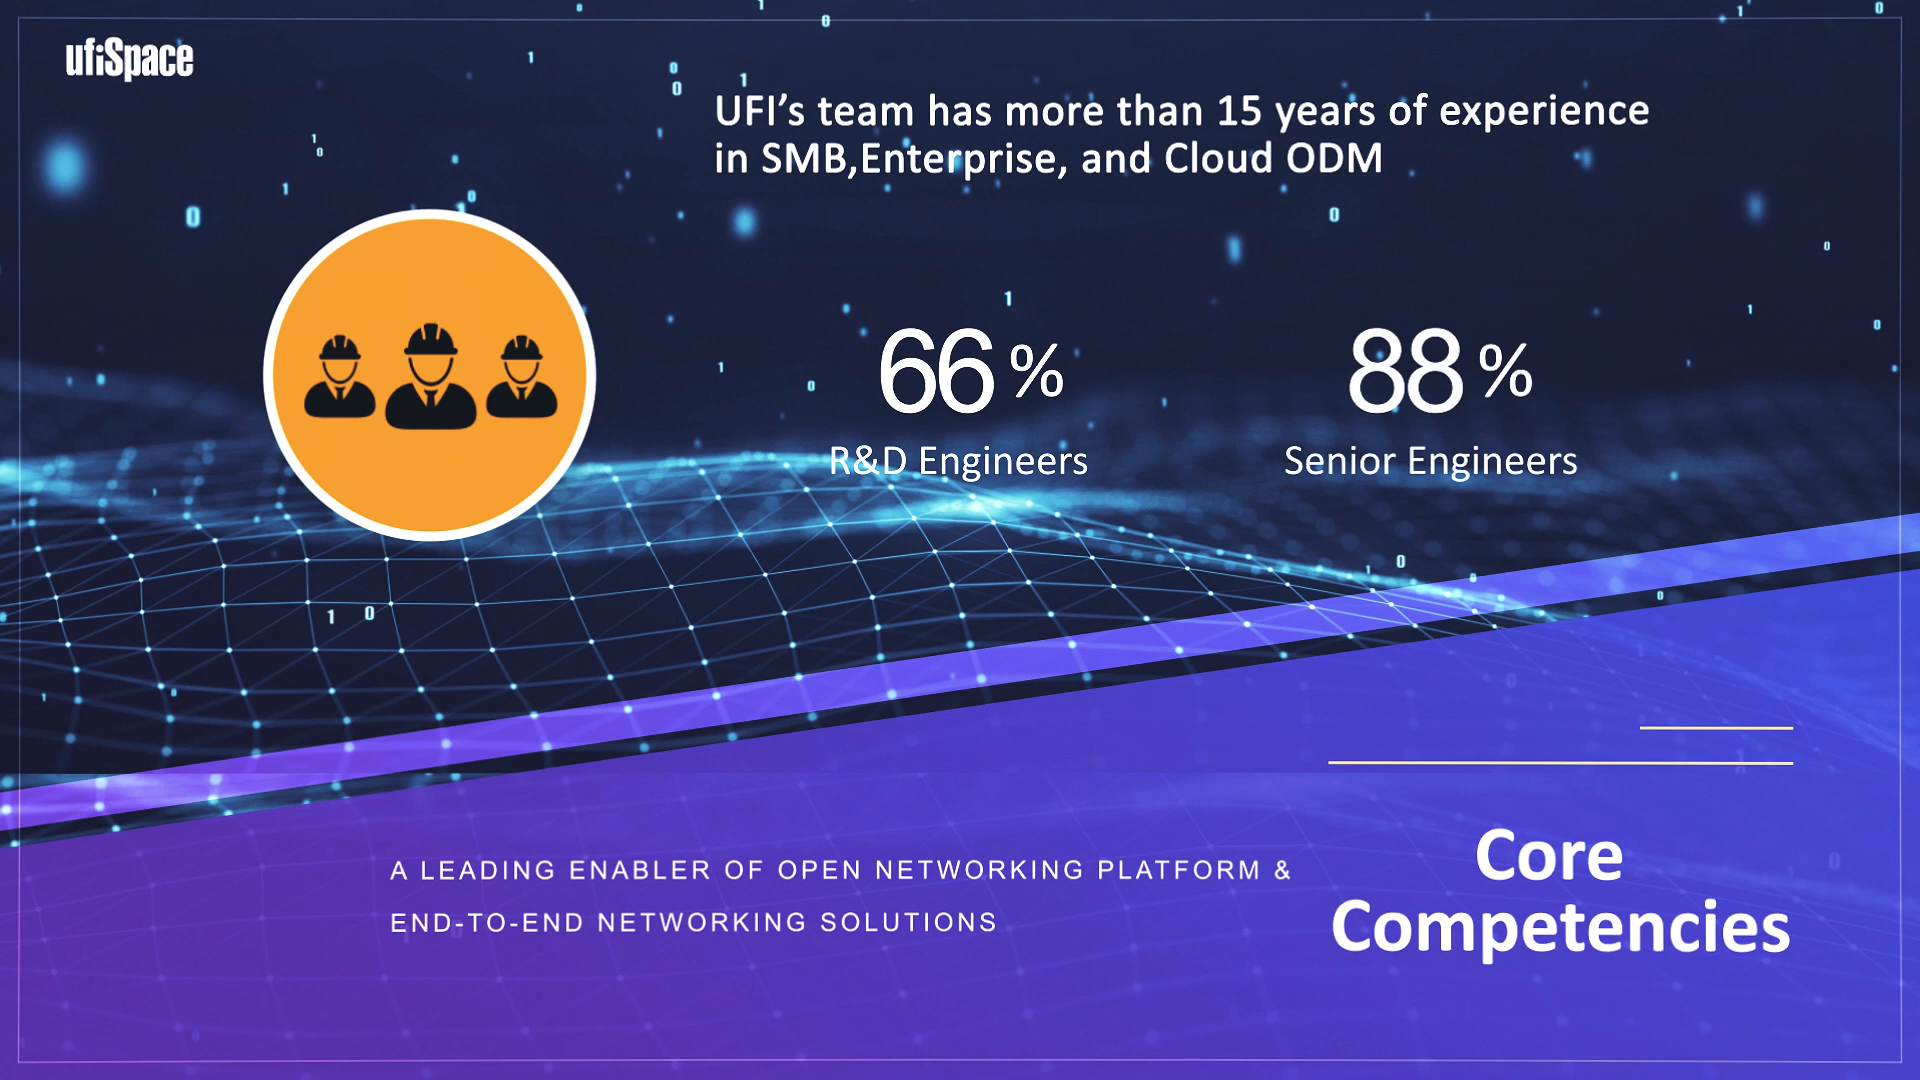 ufiSpace
UFI’s team has more than 15 years of experience
in SMB,Enterprise, and Cloud ODM
66 %
88 %
R&D Engineers
Senior Engineers
A LEADING ENABLER OF OPEN NETWORKING PLATFORM &
END-TO-END NETWORKING SOLUTIONS
Core
Competencies